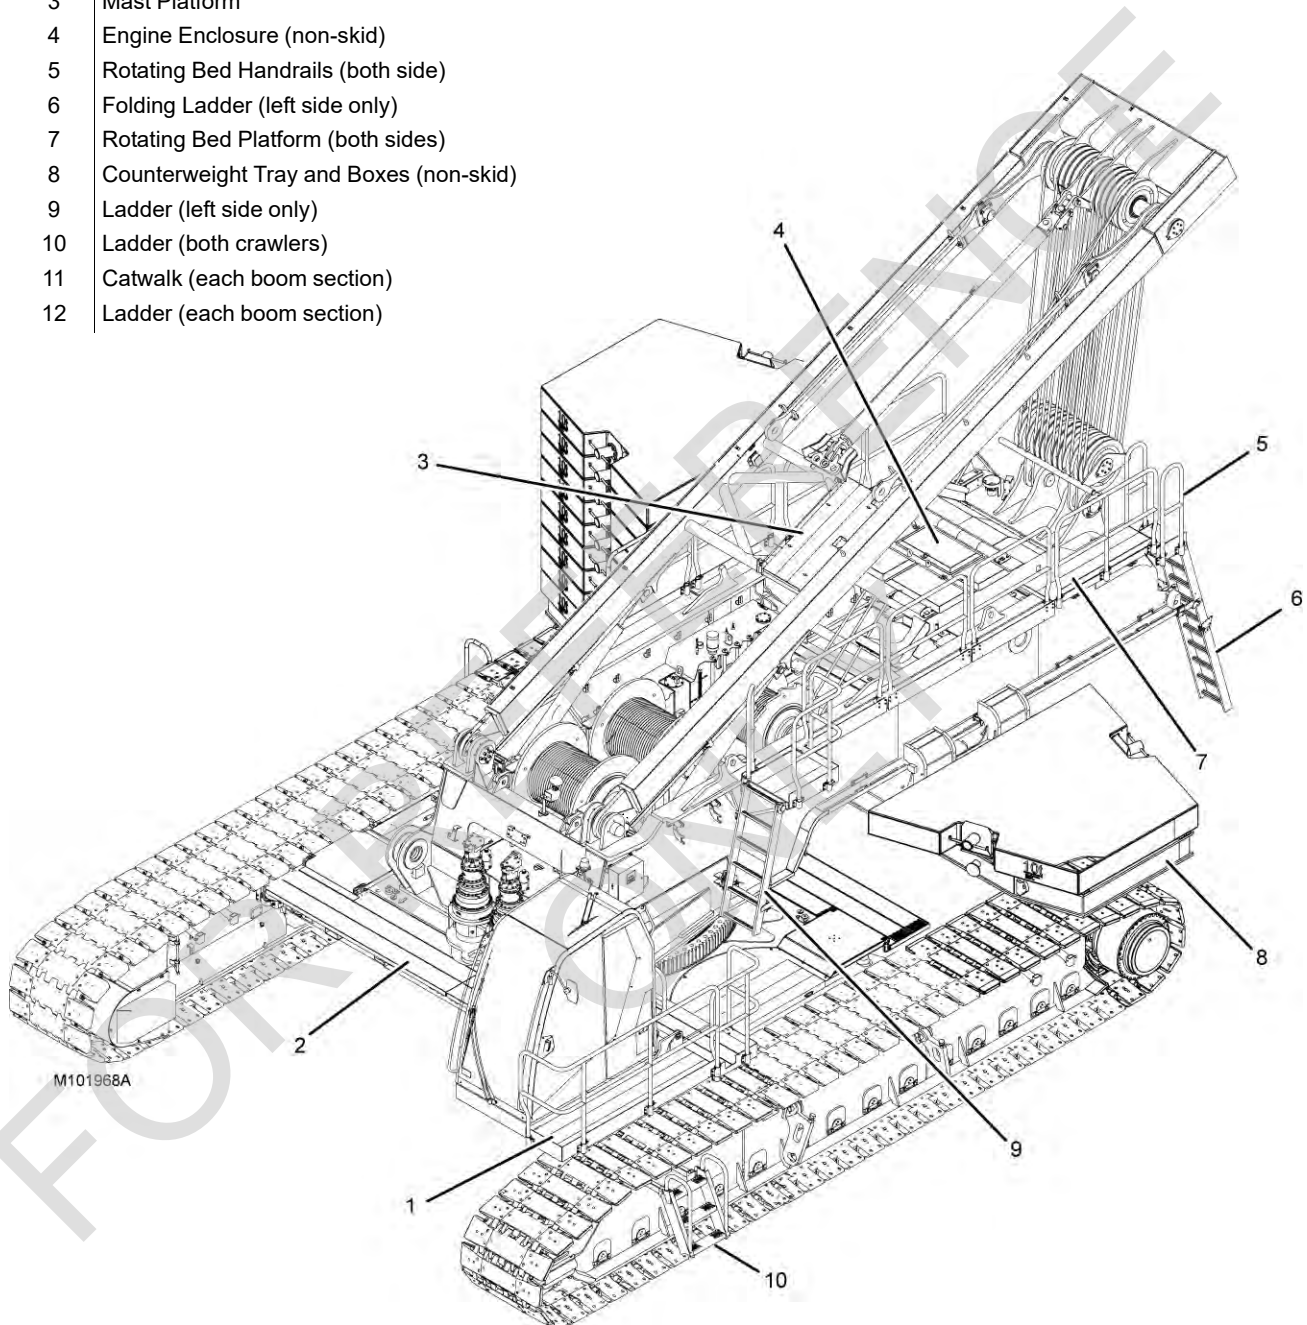 3 Mast Platform
4 Engine Enclosure (non-skid)
5 Rotating Bed Handrails (both side)
6 Folding Ladder (left side only)
7 Rotating Bed Platform (both sides)
8 Counterweight Tray and Boxes (non-skid)
9 Ladder (left side only)
10 Ladder (both crawlers)
11 Catwalk (each boom section)
12 Ladder (each boom section)
4
3
5
6
7
8
2
M101968A
9
1
10
FOR REFERENCE
ONLY